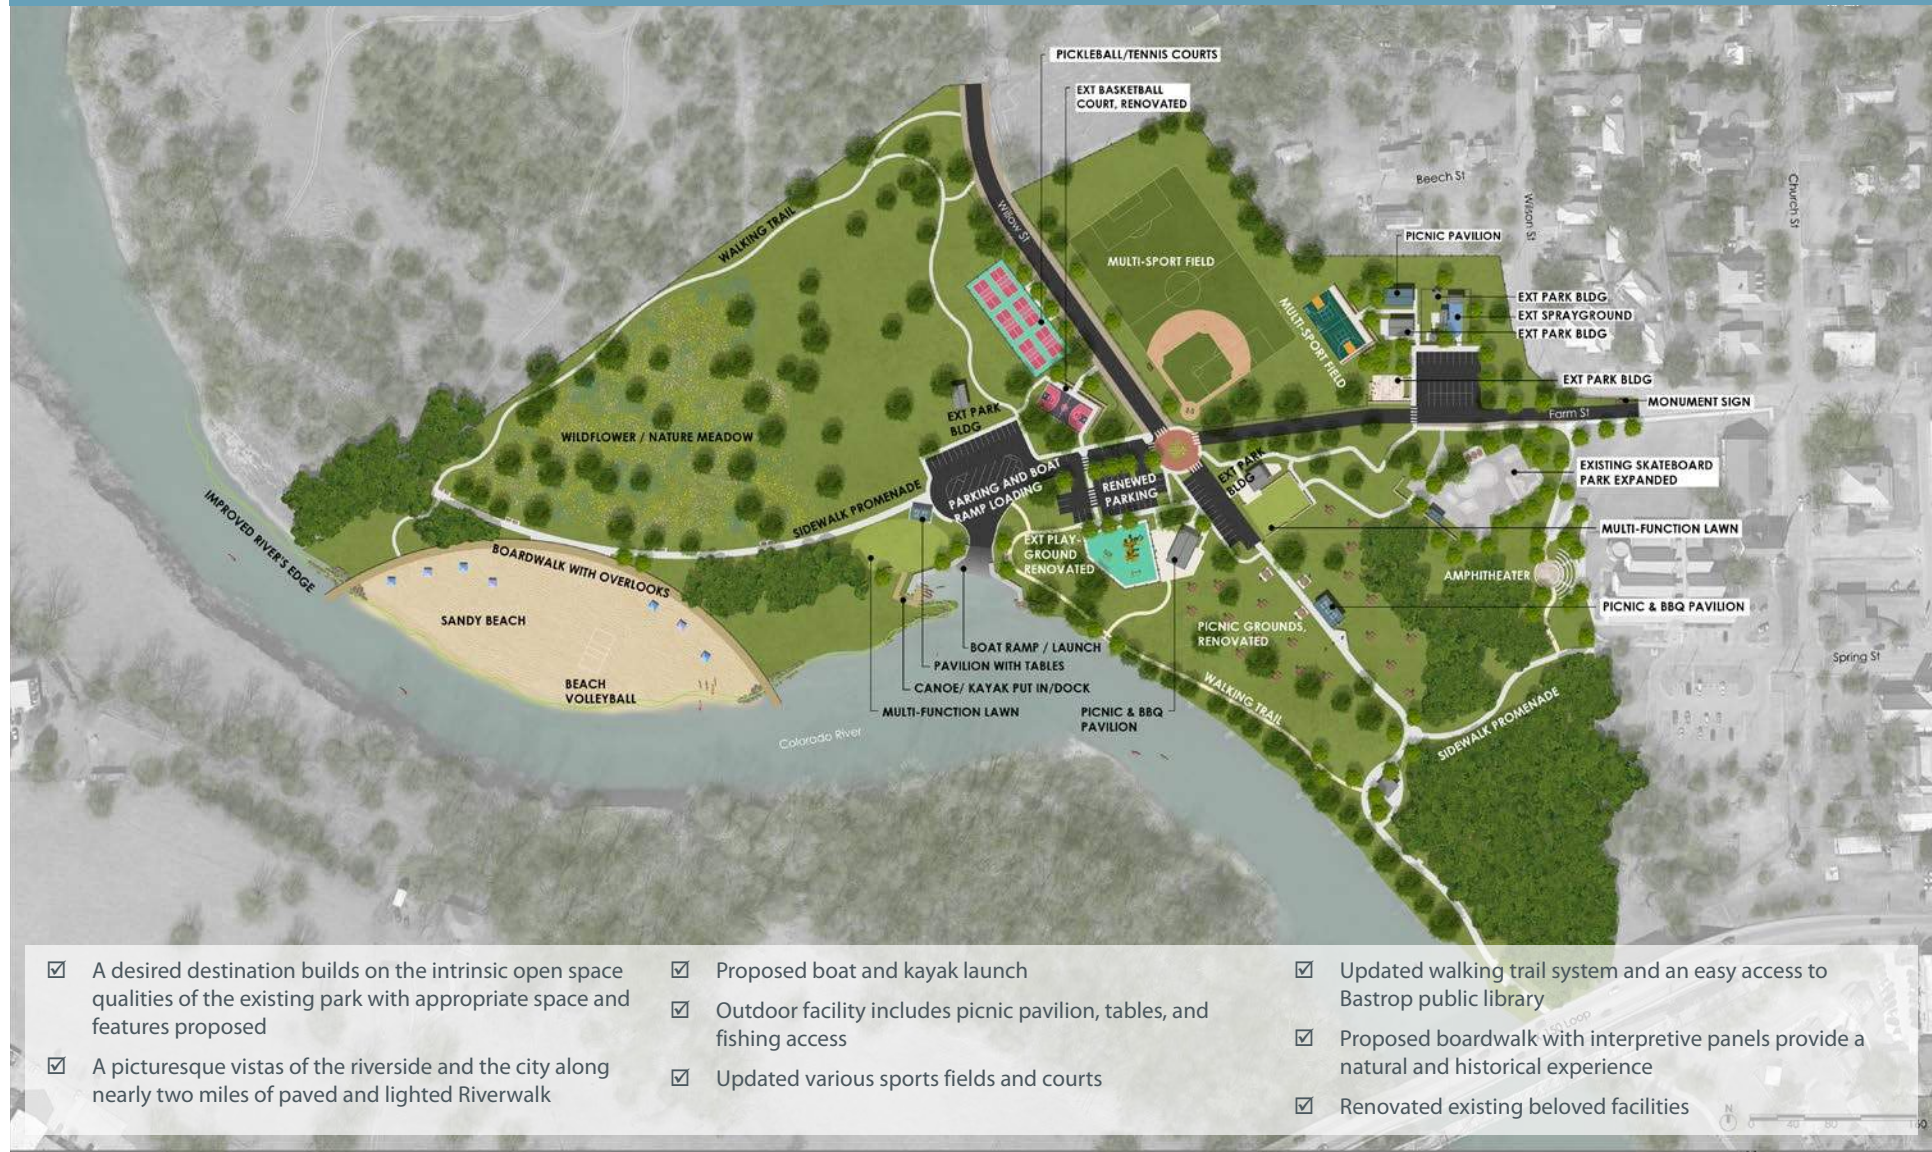 PICKLEBALL/TENNIS COURTS
EXT BASKETBALL
COURT, RENOVATED
Beech St
Wilson St
Church St
Willow St
WALKING TRAIL
MULTI-SPORT FIELD
PICNIC PAVILION
EXT PARK BLDG
EXT SPRAYGROUND
EXT PARK BLDG
MULTI-SPORT FIELD
EXT PARK BLDG
MONUMENT SIGN
Farm St
EXT PARK
BLDG
WILDFLOWER / NATURE MEADOW
EXISTING SKATEBOARD
PARK EXPANDED
EXT PARK
BLDG
PARKING AND BOAT
RAMP LOADING
RENEWED
PARKING
SIDEWALK PROMENADE
MULTI-FUNCTION LAWN
IMPROVED RIVER'S EDGE
BOARDWALK WITH OVERLOOKS
EXT PLAY-
GROUND
RENOVATED
AMPHITHEATER
PICNIC & BBQ PAVILION
SANDY BEACH
PICNIC GROUNDS,
RENOVATED
BOAT RAMP / LAUNCH
PAVILION WITH TABLES
Spring St
BEACH
VOLLEYBALL
CANOE/ KAYAK PUT IN/DOCK
WALKING TRAIL
MULTI-FUNCTION LAWN
PICNIC & BBQ
PAVILION
SIDEWALK PROMENADE
Colorado River
☑ A desired destination builds on the intrinsic open space
qualities of the existing park with appropriate space and
features proposed
☑ A picturesque vistas of the riverside and the city along
nearly two miles of paved and lighted Riverwalk
☑ Proposed boat and kayak launch
☑ Outdoor facility includes picnic pavilion, tables, and
fishing access
☑ Updated various sports fields and courts
☑ Updated walking trail system and an easy access to
Bastrop public library
☑ Proposed boardwalk with interpretive panels provide a
natural and historical experience
☑ Renovated existing beloved facilities
Loop
N
0 40 80 160